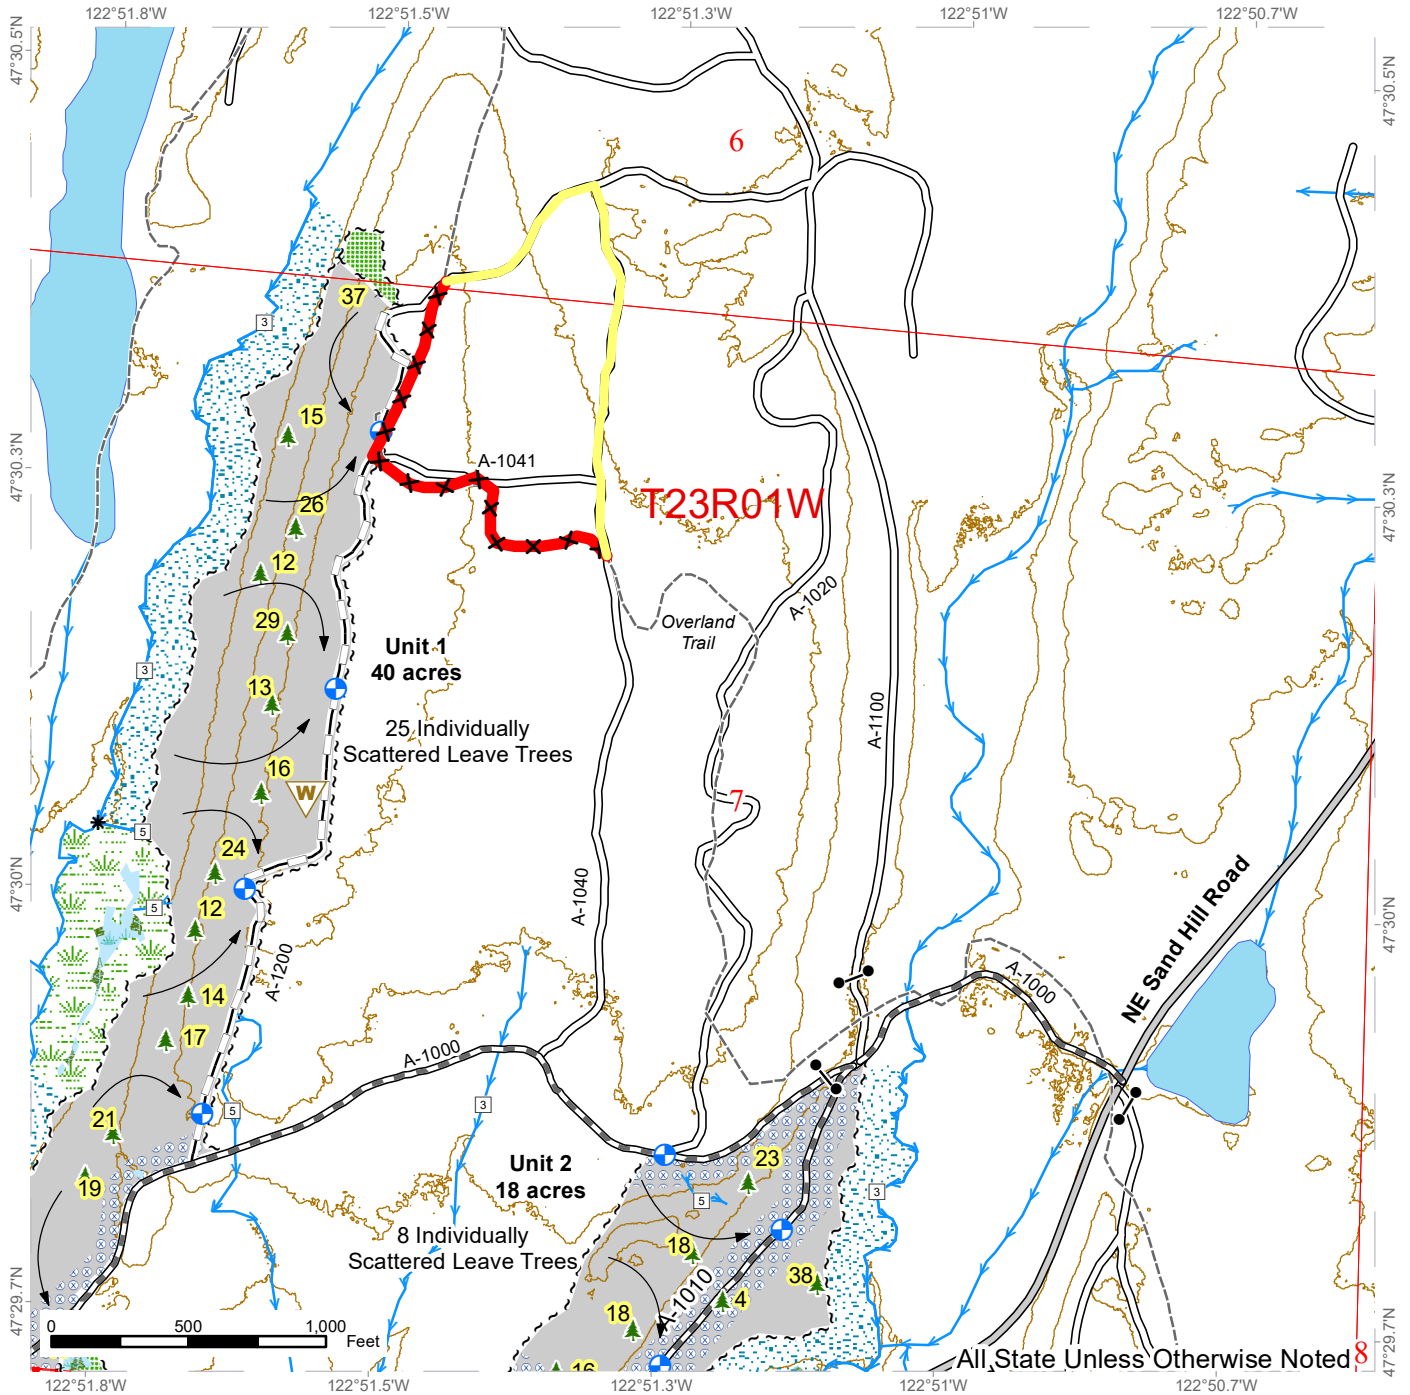 122°51.8'W
122°51.5'W
122°51.3'W
122°51'W
122°50.7'W
47°30.5'N
47°30.5'N
6
37
3
15
A-1041
47°30.3'N
T23R01W
47°30.3'N
26
12
A-1020
29
Overland
Trail
Unit 1
40 acres
3
13
A-1100
25 Individually
Scattered Leave Trees
16
W
7
5
24
NE Sand Hill Road
47°30'N
12
5
A-1040
47°30'N
A-1200
14
A-1000
17
A-1000
21
5
3
Unit 2
18 acres
23
19
5
3
8 Individually
Scattered Leave Trees
18
38
A-1010
4
18
47°29.7'N
47°29.7'N
0
500
1,000
Feet
16
All State Unless Otherwise Noted
8
122°51.8'W
122°51.5'W
122°51.3'W
122°51'W
122°50.7'W